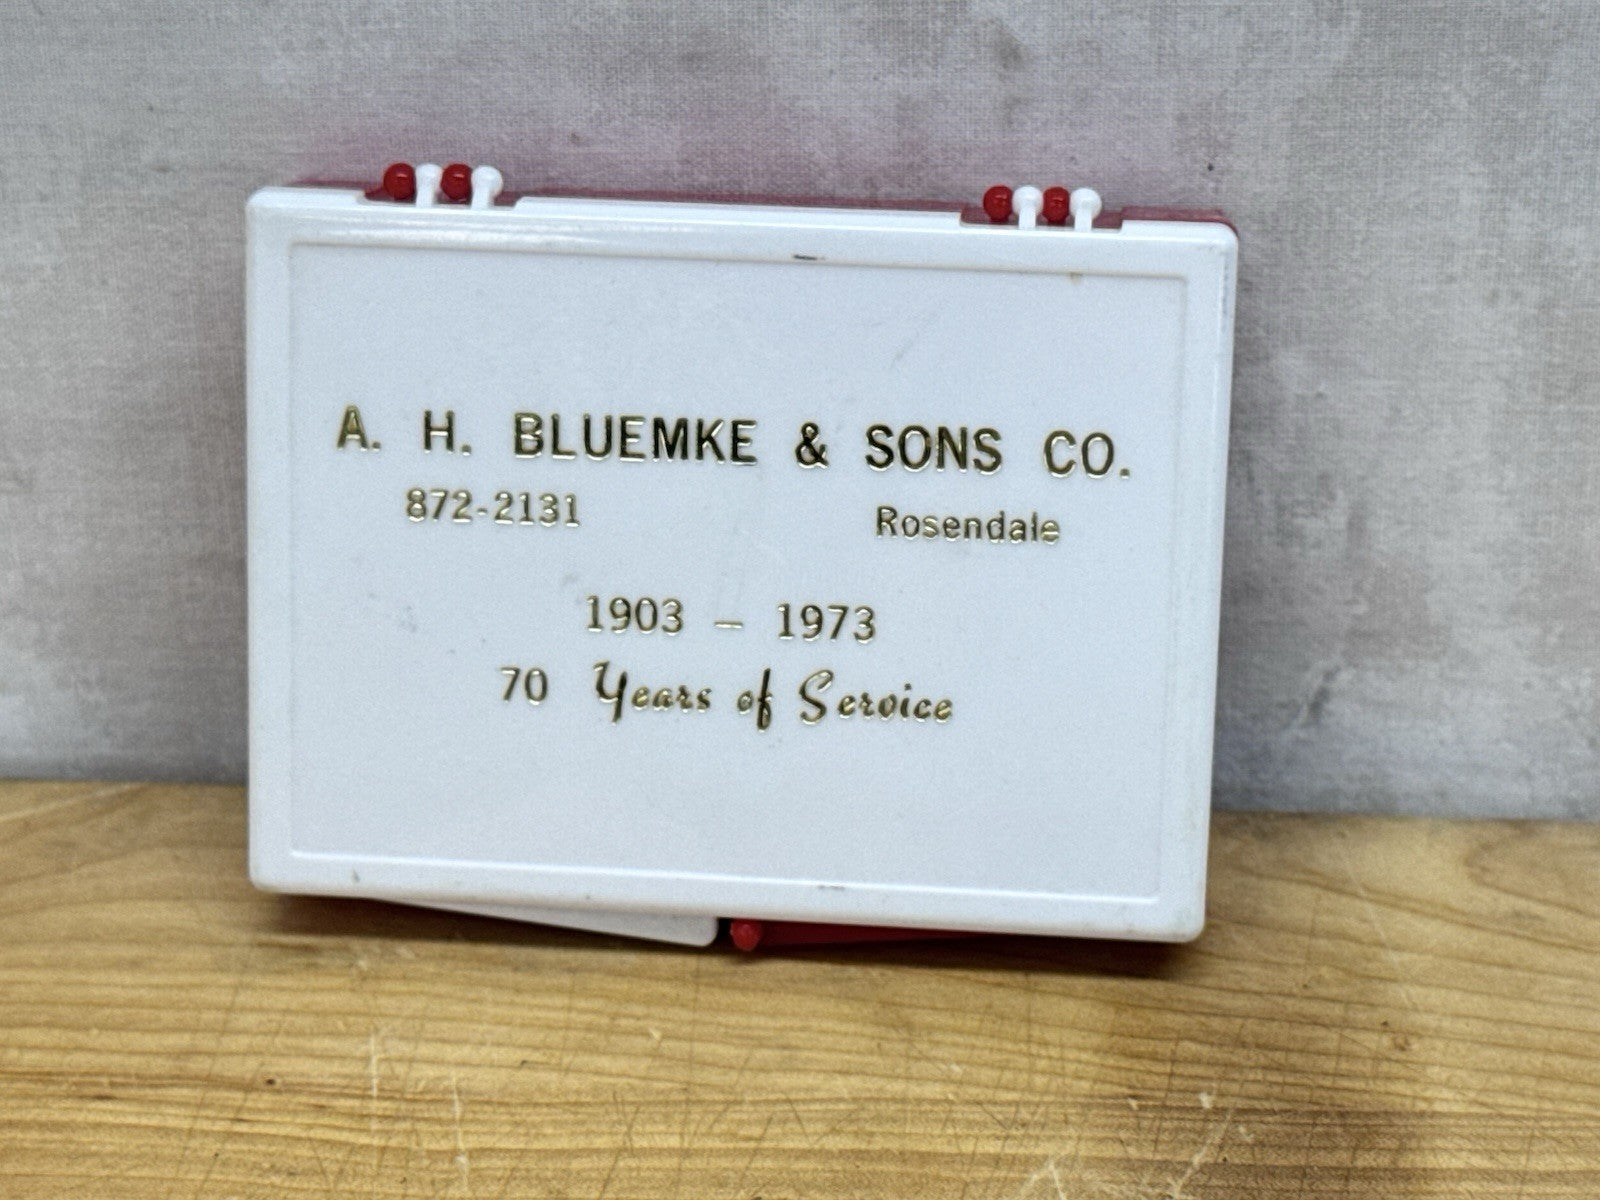 A. H. BLUEMKE & SONS CO.
872-2131 Rosendale
1903 – 1973
70 Years of Service